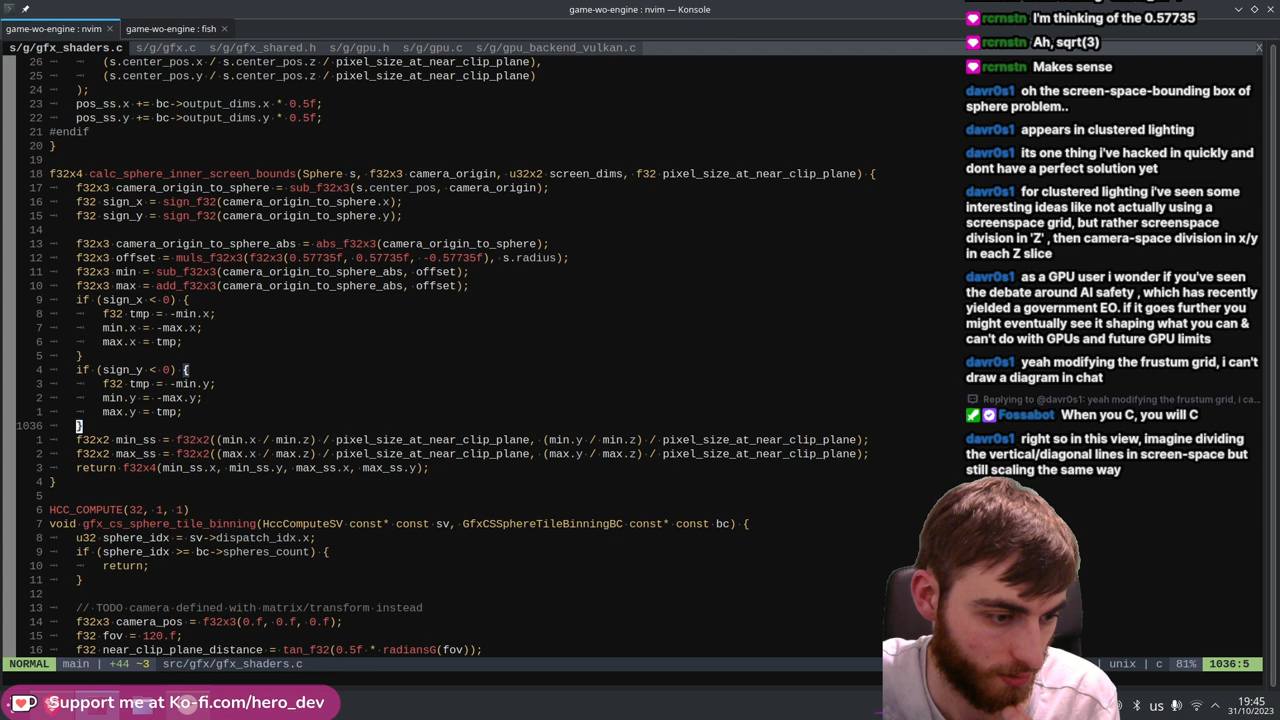 game-wo-engine : nvim — Konsole
game-wo-engine : nvim
game-wo-engine : fish
s/g/gfx_shaders.c s/g/gfx.c s/g/gfx_s s/g/gpu.h s/g/gpu.c s/g/gpu_backend_vulkan.c X
26 (s.center_pos.x / s.center_pos.z / pixel_size_at_near_clip_plane),
25 (s.center_pos.y / s.center_pos.z / pixel_size_at_near_clip_plane)
24 );
23 pos_ss.x += bc->output_dims.x * 0.5f;
22 pos_ss.y += bc->output_dims.y * 0.5f;
21 #endif
20 }
19
18 f32x4 calc_sphere_inner_screen_bonds(Sphere s, f32x3 camera_origin, u32x2 screen_dims, f32 pixel_size_at_near_clip_plane) {
17 f32x3 camera_origin_to_sphere = sub_f32x3(s.center_pos, camera_origin);
16 f32 sign_x = sign_f32(camera_origin_to_sphere.x);
15 f32 sign_y = sign_f32(camera_origin_to_sphere.y);
14
13 f32x3 camera_origin_to_sphere_abs = abs_f32x3(camera_origin_to_sphere);
12 f32x3 offset = muls_f32x3(f32x3(0.57735f, 0.57735f, -0.57735f), s.radius);
11 f32x3 min = sub_f32x3(camera_origin_to_sphere_abs, offset);
10 f32x3 max = add_f32x3(camera_origin_to_sphere_abs, offset);
9 if (sign_x < 0) {
8 f32 tmp = -min.x;
7 min.x = -max.x;
6 max.x = tmp;
5 }
4 if (sign_y < 0) {
3 f32 tmp = -min.y;
2 min.y = -max.y;
1 max.y = tmp;
1036 }
1 f32x2 min_ss = f32x2((min.x / min.z) / pixel_size_at_near_clip_plane, (min.y / min.z) / pixel_size_at_near_clip_plane);
2 f32x2 max_ss = f32x2((max.x / max.z) / pixel_size_at_near_clip_plane, (max.y / max.z) / pixel_size_at_near_clip_plane);
3 return f32x4(min_ss.x, min_ss.y, max_ss.x, max_ss.y);
4 }
5
6 HCC_COMPUTE(32, 1, 1)
7 void gfx_cs_sphere_tile_binning(HccComputeSV const* const sv, GfxCSSphereTileBinningBC const* const bc) {
8 u32 sphere_idx = sv->dispatch_idx.x;
9 if (sphere_idx >= bc->spheres_count) {
10 return;
11 }
12
13 // TODO camera defined with matrix/transform instead
14 f32x3 camera_pos = f32x3(0.f, 0.f, 0.f);
15 f32 fov = 120.f;
16 f32 near_clip_plane_distance = tan_f32(0.5f * radiansG(fov));
NORMAL main | +44 ~3 src/gfx/gfx_shaders.c | unix | c 81% 1036:5
Support me at Ko-fi.com/hero_dev
us
19:45
31/10/2023
rcrnstn I'm thinking of the 0.57735
rcrnstn Ah, sqrt(3)
rcrnstn Makes sense
davr0s1 oh the screen-space-bounding box of
sphere problem..
davr0s1 appears in clustered lighting
davr0s1 its one thing i've hacked in quickly and
dont have a perfect solution yet
davr0s1 for clustered lighting i've seen some
interesting ideas like not actually using a
screenspace grid, but rather screenspace
division in 'Z' , then camera-space division in x/y
in each Z slice
davr0s1 as a GPU user i wonder if you've seen
the debate around AI safety , which has recently
yielded a government EO. if it goes further you
might eventually see it shaping what you can &
can't do with GPUs and future GPU limits
davr0s1 yeah modifying the frustum grid, i can't
draw a diagram in chat
Replying to @davr0s1: yeah modifying the frustum grid, i ca...
Fossabot When you C, you will C
davr0s1 right so in this view, imagine dividing
the vertical/diagonal lines in screen-space but
still scaling the same way